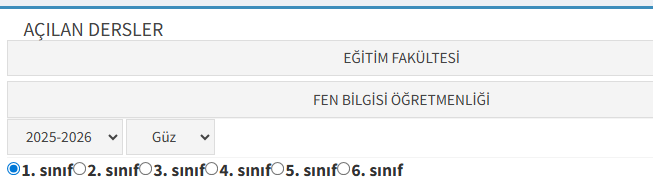 AÇILAN DERSLER
EĞİTİM FAKÜLTESİ
FEN BİLGİSİ ÖĞRETMENLİĞİ
2025-2026 Güz
1. sınıf 2. sınıf 3. sınıf 4. sınıf 5. sınıf 6. sınıf